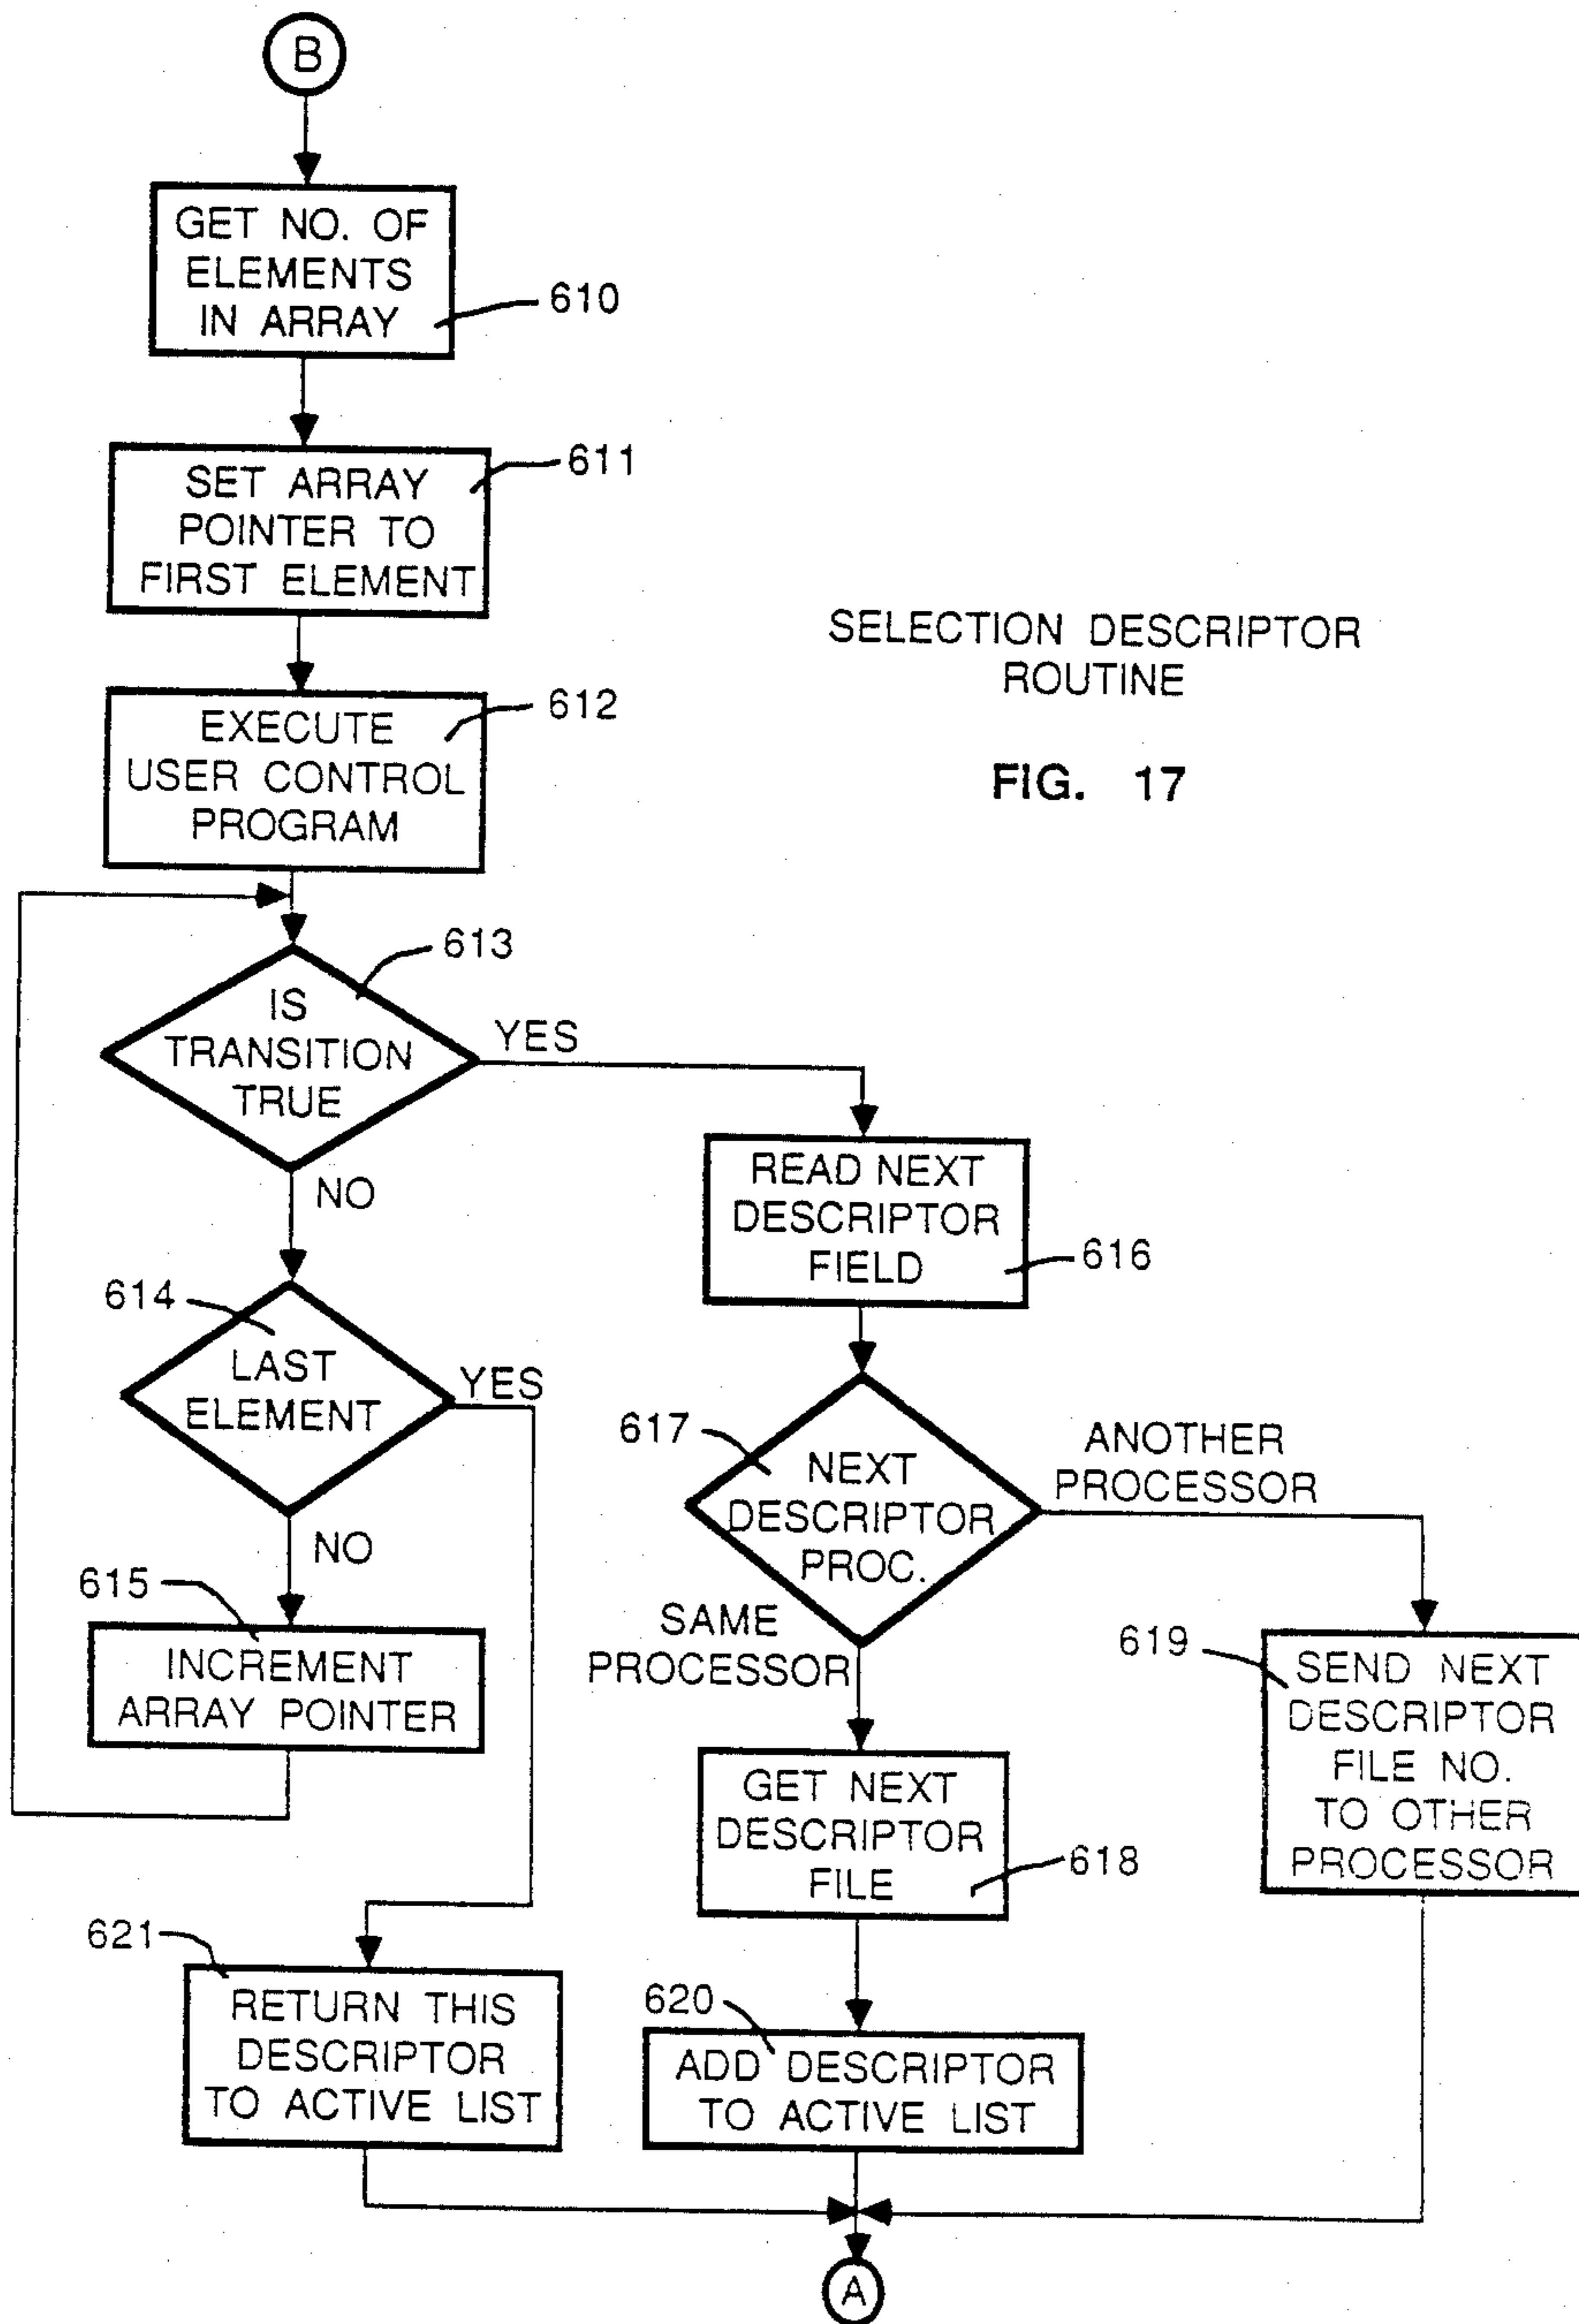 B
GET NO. OF
ELEMENTS
IN ARRAY
610
SET ARRAY
POINTER TO
FIRST ELEMENT
611
SELECTION DESCRIPTOR
ROUTINE
FIG. 17
EXECUTE
USER CONTROL
PROGRAM
612
613
IS
TRANSITION
TRUE
YES
NO
READ NEXT
DESCRIPTOR
FIELD
616
614
LAST
ELEMENT
YES
NO
617
NEXT
DESCRIPTOR
PROC.
ANOTHER
PROCESSOR
SAME
PROCESSOR
615
INCREMENT
ARRAY POINTER
619
SEND NEXT
DESCRIPTOR
FILE NO.
TO OTHER
PROCESSOR
GET NEXT
DESCRIPTOR
FILE
618
621
RETURN THIS
DESCRIPTOR
TO ACTIVE LIST
620
ADD DESCRIPTOR
TO ACTIVE LIST
A